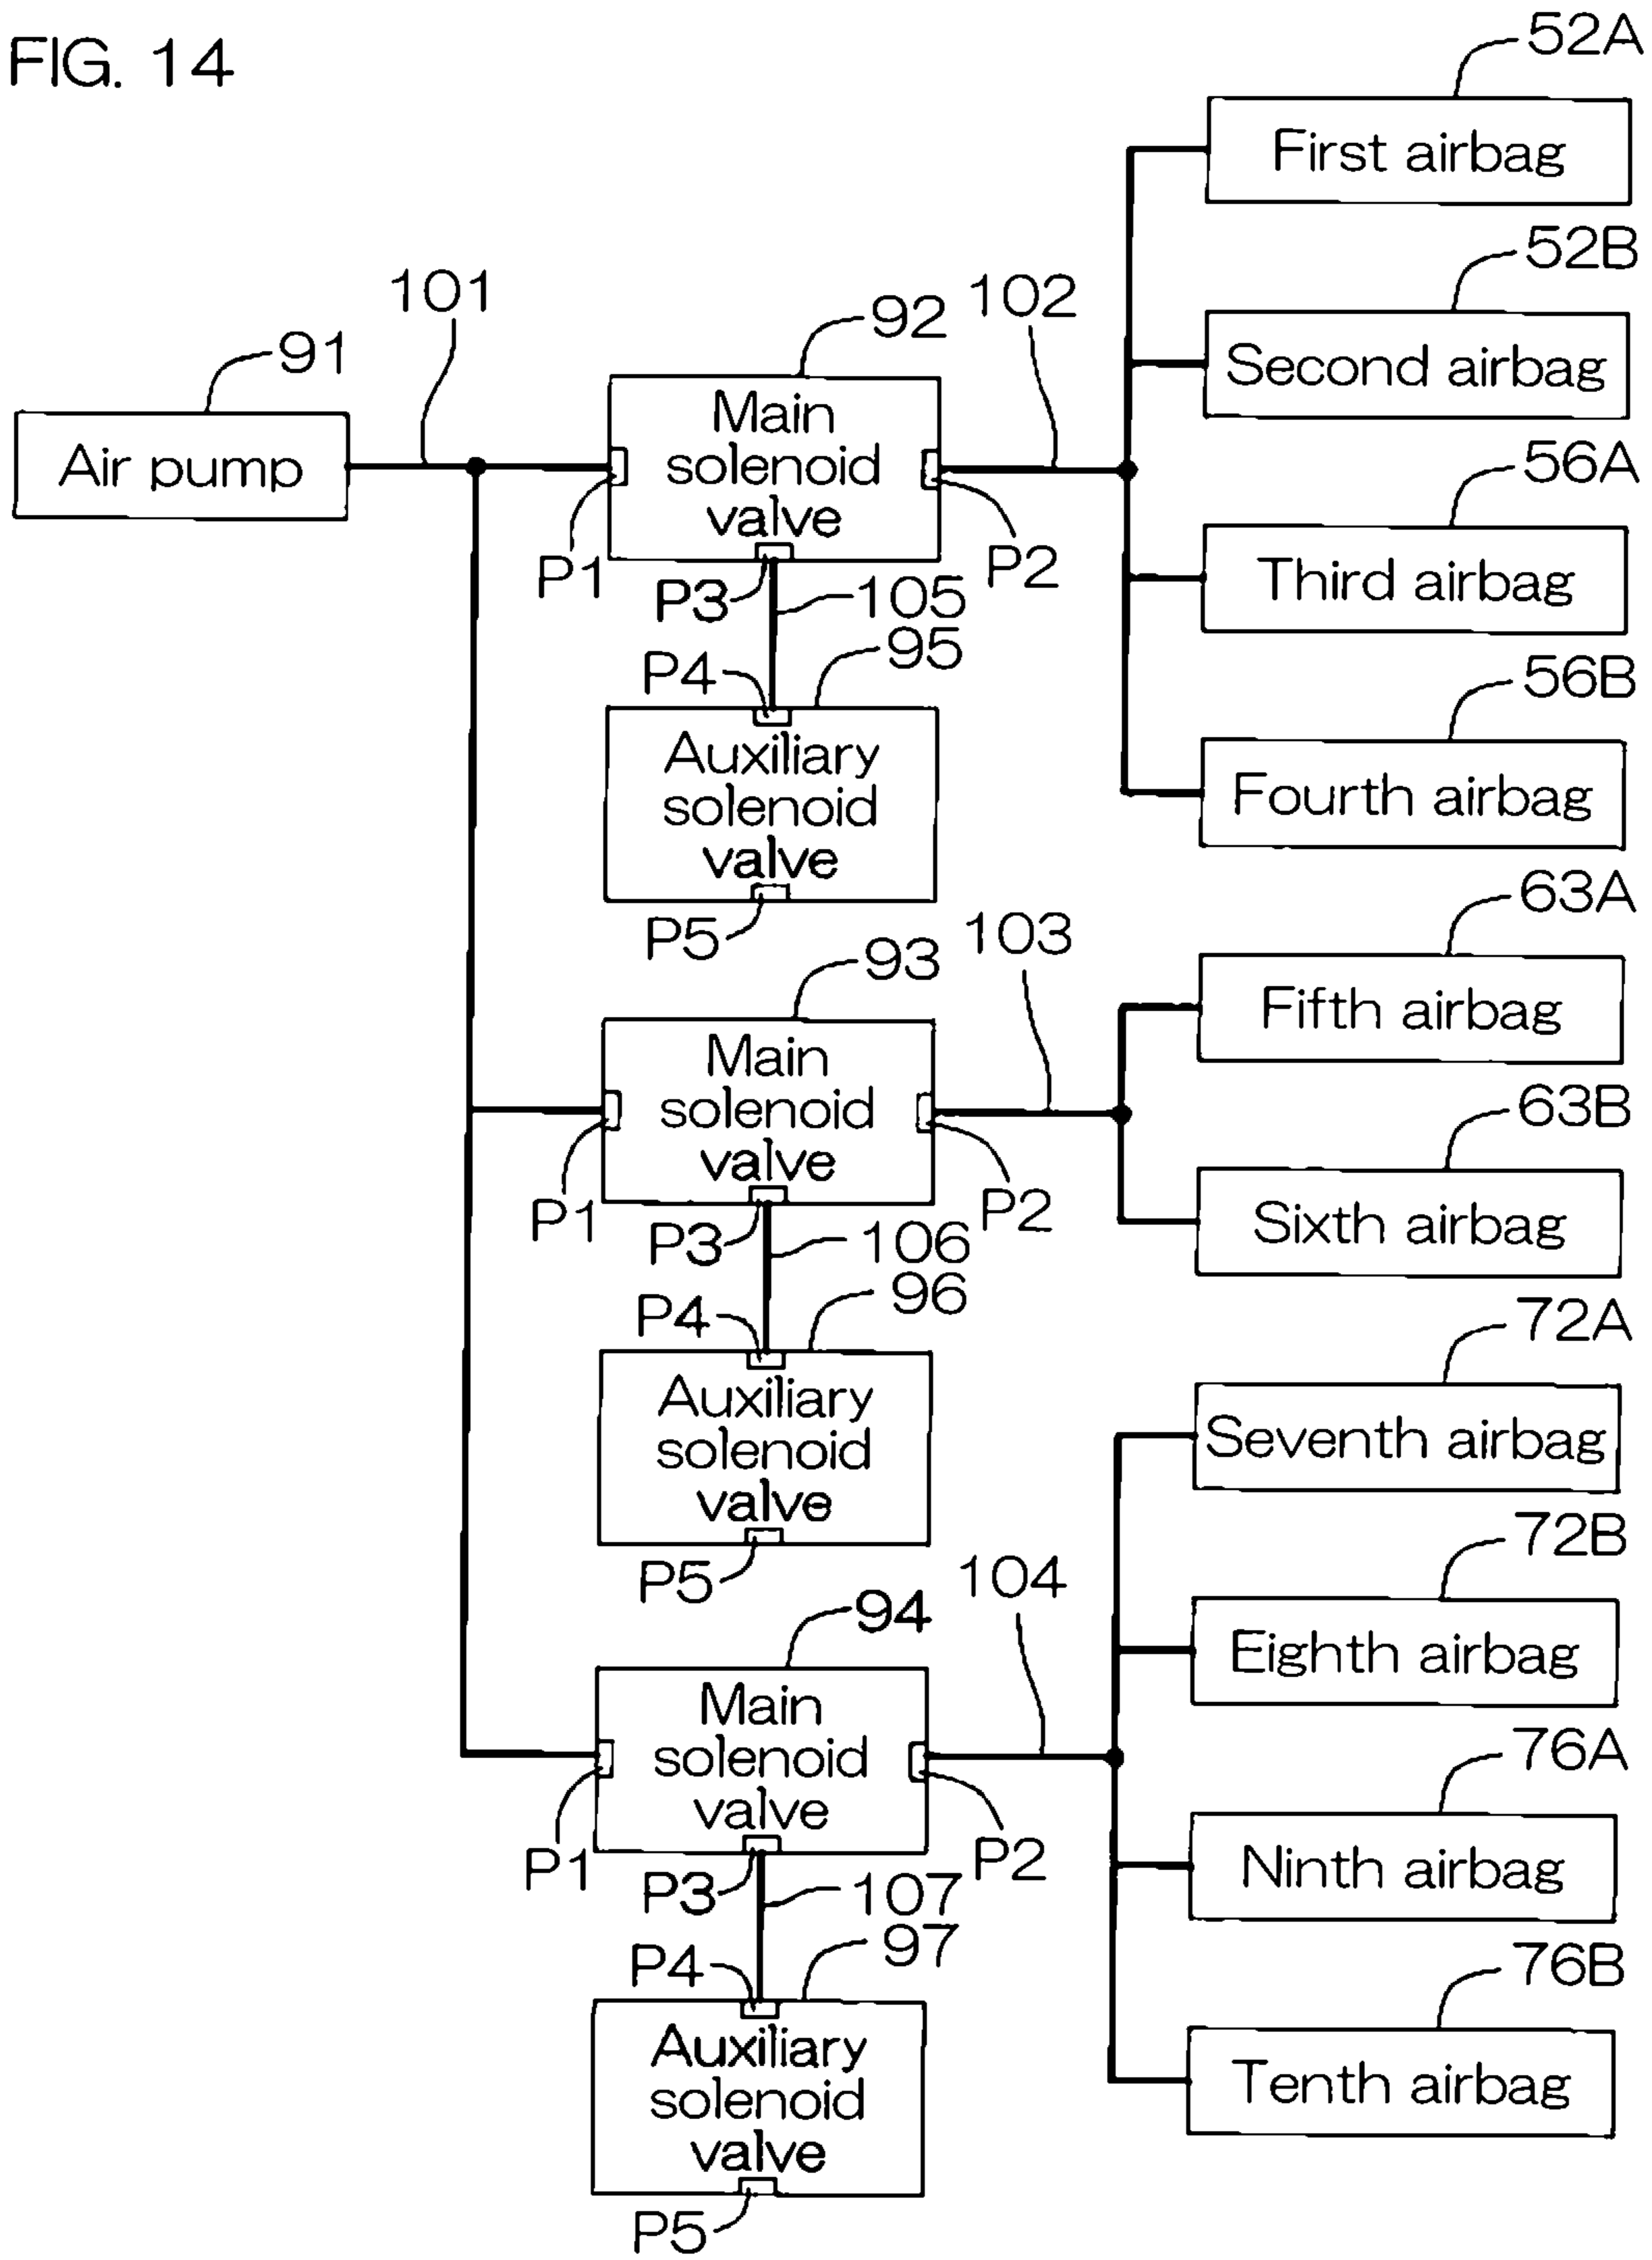 FIG. 14
52A
First airbag
52B
Second airbag
101
102
92
91
Main
solenoid
valve
Air pump
56A
Third airbag
P1
P2
P3
105
95
P4
56B
Auxiliary
solenoid
valve
Fourth airbag
P5
103
63A
93
Fifth airbag
Main
solenoid
valve
63B
P1
P2
P3
106
Sixth airbag
96
P4
72A
Auxiliary
solenoid
valve
Seventh airbag
72B
P5
104
94
Eighth airbag
Main
solenoid
valve
76A
P1
P2
P3
107
Ninth airbag
97
P4
76B
Auxiliary
solenoid
valve
Tenth airbag
P5